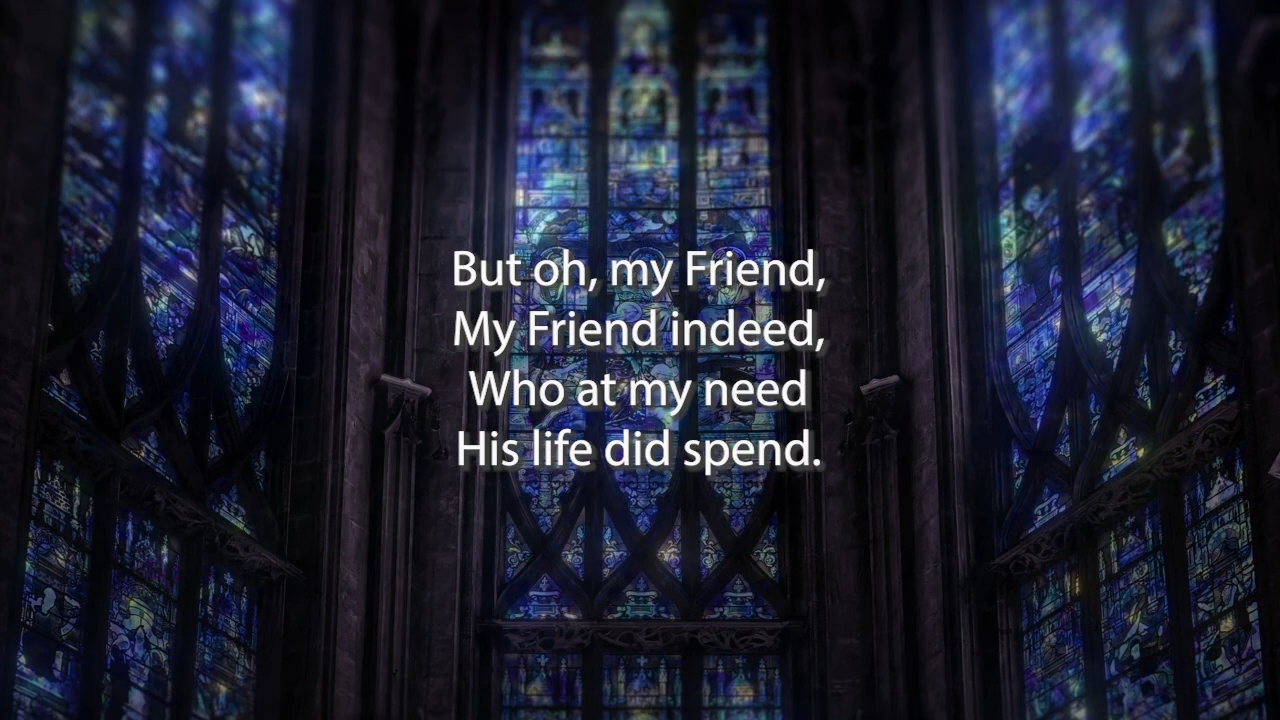 But oh, my Friend,
My Friend indeed,
Who at my need
His life did spend.